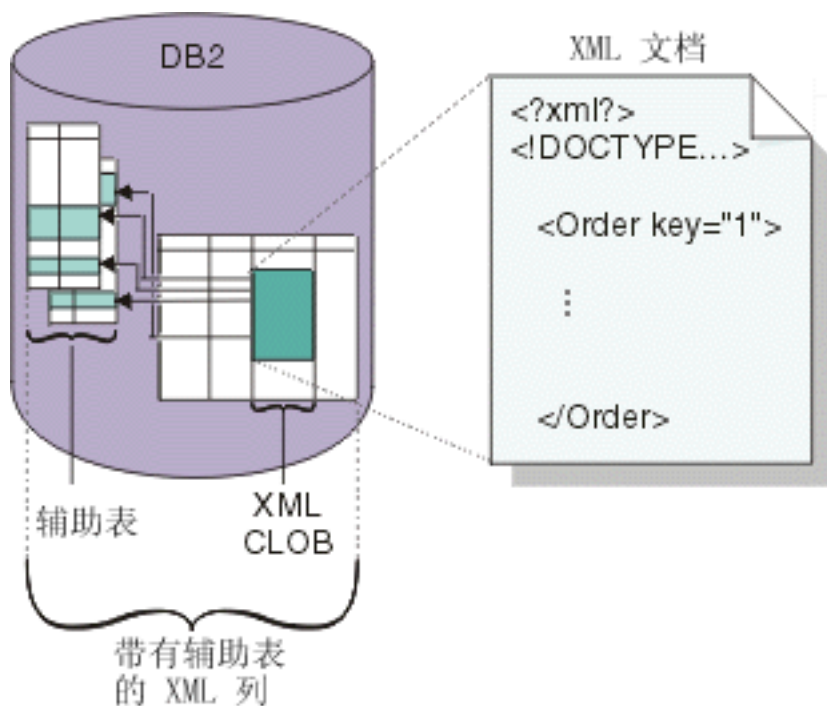 DB2
XML 文档
<?xml?>
<!DOCTYPE...>
<Order key="1">
⋮
</Order>
辅助表
XML
CLOB
带有辅助表
的 XML 列